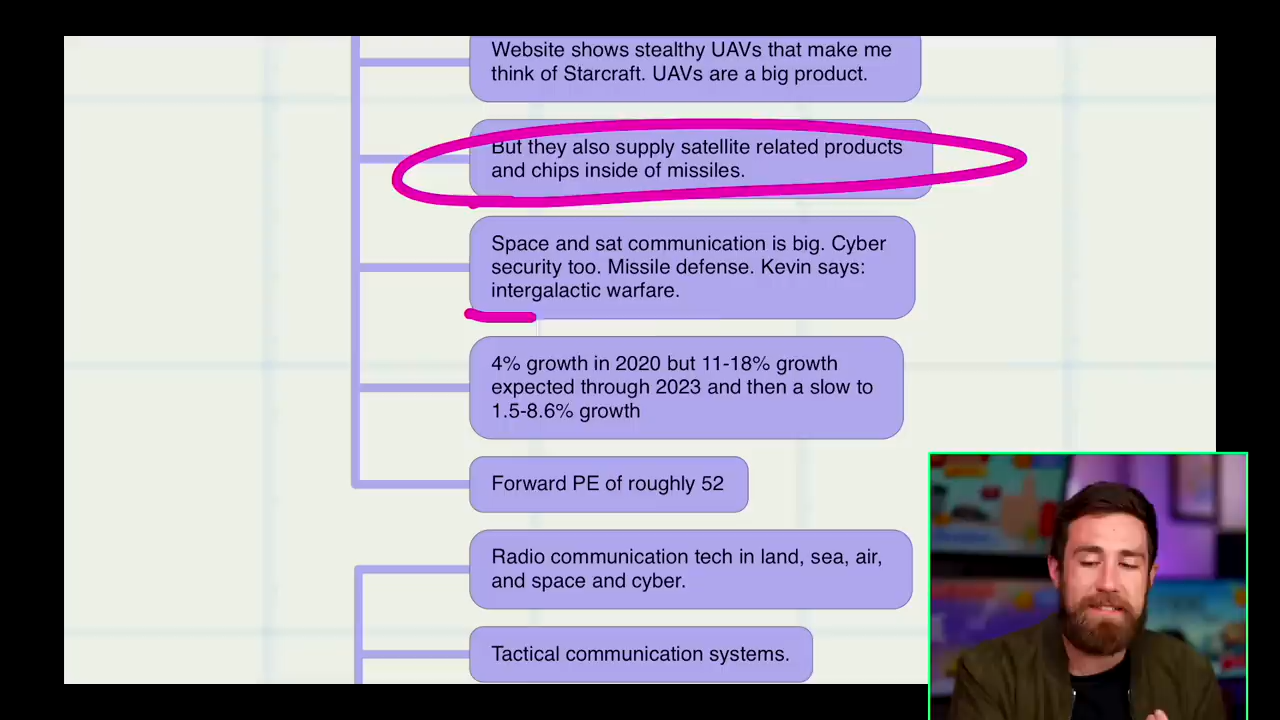 Website shows stealthy UAVs that make me
think of Starcraft. UAVs are a big product.
But they also supply satellite related products
and chips inside of missiles.
Space and sat communication is big. Cyber
security too. Missile defense. Kevin says:
intergalactic warfare.
4% growth in 2020 but 11-18% growth
expected through 2023 and then a slow to
1.5-8.6% growth
Forward PE of roughly 52
Radio communication tech in land, sea, air,
and space and cyber.
Tactical communication systems.